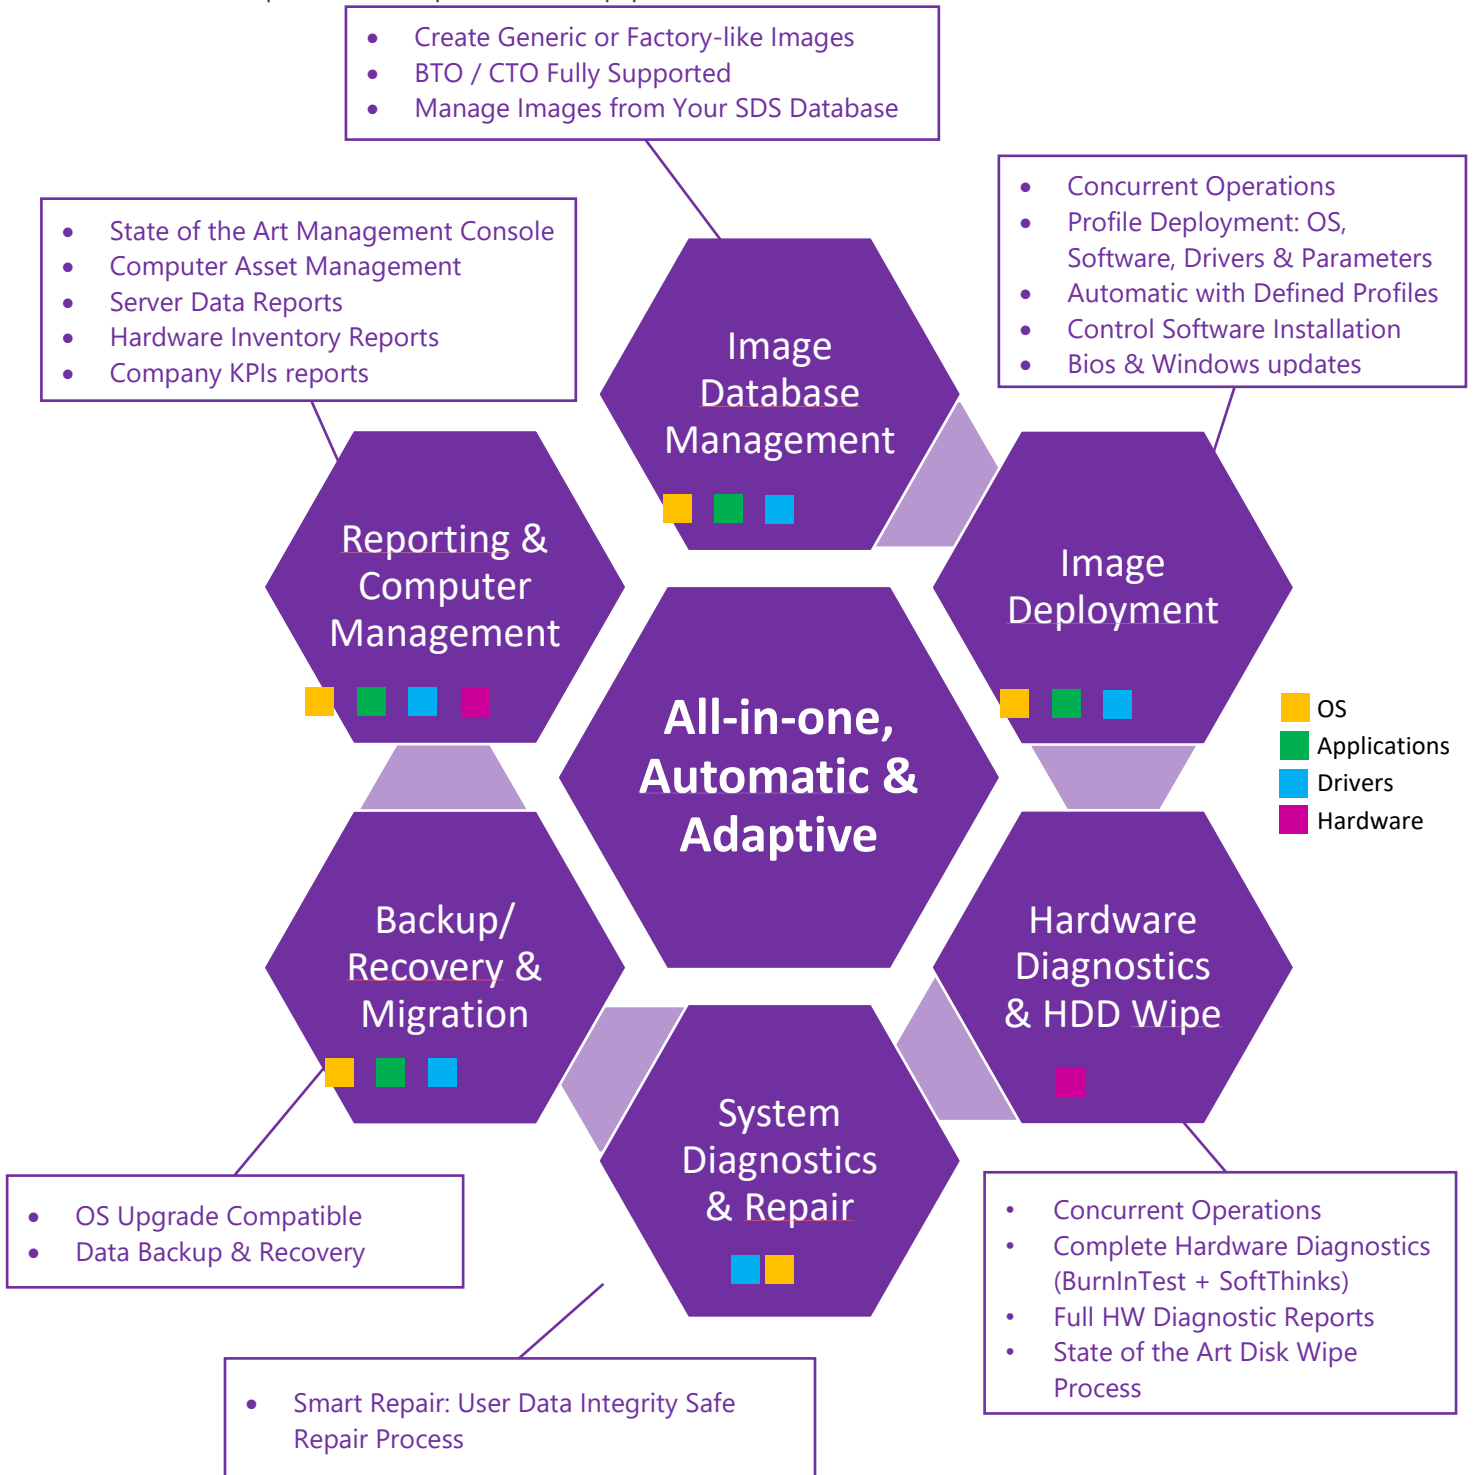 • Create Generic or Factory-like Images
• BTO / CTO Fully Supported
• Manage Images from Your SDS Database
• State of the Art Management Console
• Computer Asset Management
• Server Data Reports
• Hardware Inventory Reports
• Company KPIs reports
• Concurrent Operations
• Profile Deployment: OS,
Software, Drivers & Parameters
• Automatic with Defined Profiles
• Control Software Installation
• Bios & Windows updates
Image
Database
Management
Reporting &
Computer
Management
Image
Deployment
All-in-one,
Automatic &
Adaptive
OS
Applications
Drivers
Hardware
Backup/
Recovery &
Migration
Hardware
Diagnostics
& HDD Wipe
System
Diagnostics
& Repair
• OS Upgrade Compatible
• Data Backup & Recovery
• Concurrent Operations
• Complete Hardware Diagnostics
(BurnInTest + SoftThinks)
• Full HW Diagnostic Reports
• State of the Art Disk Wipe
Process
• Smart Repair: User Data Integrity Safe
Repair Process